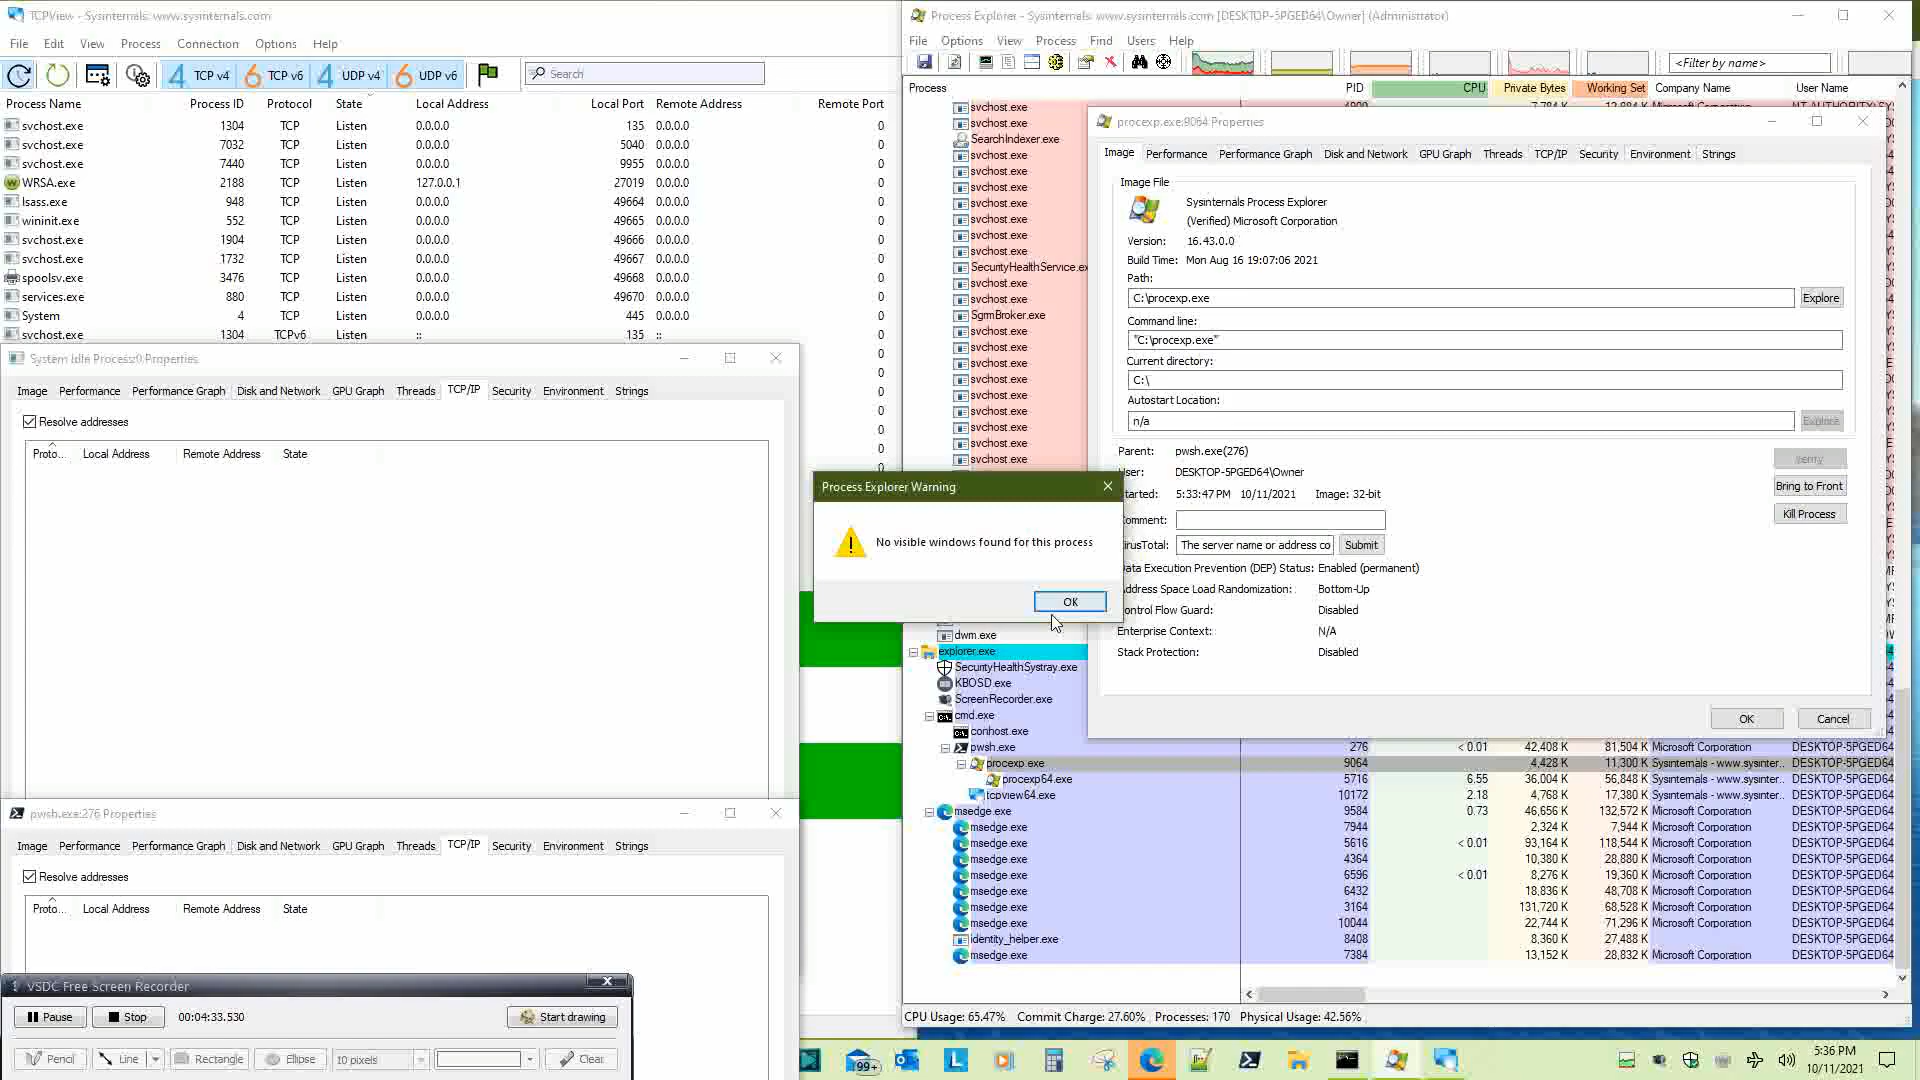 TCPView - Sysinternals: www.sysinternals.com
File Edit View Process Connection Options Help
4 TCP v4 6 TCP v6 4 UDP v4 6 UDP v6 Search
Process Name Process ID Protocol State Local Address Local Port Remote Address Remote Port
svchost.exe 1304 TCP Listen 0.0.0.0 135 0.0.0.0 0
svchost.exe 7032 TCP Listen 0.0.0.0 5040 0.0.0.0 0
svchost.exe 7440 TCP Listen 0.0.0.0 9955 0.0.0.0 0
WRSA.exe 2188 TCP Listen 127.0.0.1 27019 0.0.0.0 0
lsass.exe 948 TCP Listen 0.0.0.0 49664 0.0.0.0 0
wininit.exe 552 TCP Listen 0.0.0.0 49665 0.0.0.0 0
svchost.exe 1904 TCP Listen 0.0.0.0 49666 0.0.0.0 0
svchost.exe 1732 TCP Listen 0.0.0.0 49667 0.0.0.0 0
spoolsv.exe 3476 TCP Listen 0.0.0.0 49668 0.0.0.0 0
services.exe 880 TCP Listen 0.0.0.0 49670 0.0.0.0 0
System 4 TCP Listen 0.0.0.0 445 0.0.0.0 0
svchost.exe 1304 TCPv6 Listen :: 135 :: 0
0
0
0
0
0
0
0
System Idle Process:0 Properties
Image Performance Performance Graph Disk and Network GPU Graph Threads TCP/IP Security Environment Strings
Resolve addresses
Proto... Local Address Remote Address State
pwsh.exe:276 Properties
Image Performance Performance Graph Disk and Network GPU Graph Threads TCP/IP Security Environment Strings
Resolve addresses
Proto... Local Address Remote Address State
VSDC Free Screen Recorder
Pause Stop 00:04:33.530 Start drawing
Pencil Line Rectangle Ellipse 10 pixels Clear
Process Explorer - Sysinternals: www.sysinternals.com [DESKTOP-5PGED64\Owner] (Administrator)
File Options View Process Find Users Help
<Filter by name>
Process PID CPU Private Bytes Working Set Company Name User Name
svchost.exe
svchost.exe
SearchIndexer.exe
svchost.exe
svchost.exe
svchost.exe
svchost.exe
svchost.exe
svchost.exe
svchost.exe
SecurityHealthService.ex
svchost.exe
svchost.exe
SgrmBroker.exe
svchost.exe
svchost.exe
svchost.exe
svchost.exe
svchost.exe
svchost.exe
svchost.exe
svchost.exe
svchost.exe
dwm.exe
explorer.exe
SecurityHealthSystray.exe
KBOSD.exe
ScreenRecorder.exe
cmd.exe
conhost.exe
pwsh.exe 276 < 0.01 42,408 K 81,504 K Microsoft Corporation DESKTOP-5PGED64
procexp.exe 9064 4,428 K 11,300 K Sysinternals - www.sysinter... DESKTOP-5PGED64
procexp64.exe 5716 6.55 36,004 K 56,848 K Sysinternals - www.sysinter... DESKTOP-5PGED64
tcpview64.exe 10172 2.18 4,768 K 17,380 K Sysinternals - www.sysinter... DESKTOP-5PGED64
msedge.exe 9584 0.73 46,656 K 132,572 K Microsoft Corporation DESKTOP-5PGED64
msedge.exe 7944 2,324 K 7,944 K Microsoft Corporation DESKTOP-5PGED64
msedge.exe 5616 < 0.01 93,164 K 118,544 K Microsoft Corporation DESKTOP-5PGED64
msedge.exe 4364 10,380 K 28,880 K Microsoft Corporation DESKTOP-5PGED64
msedge.exe 6596 < 0.01 8,276 K 19,360 K Microsoft Corporation DESKTOP-5PGED64
msedge.exe 6432 18,836 K 48,708 K Microsoft Corporation DESKTOP-5PGED64
msedge.exe 3164 131,720 K 68,528 K Microsoft Corporation DESKTOP-5PGED64
msedge.exe 10044 22,744 K 71,296 K Microsoft Corporation DESKTOP-5PGED64
identity_helper.exe 8408 8,360 K 27,488 K DESKTOP-5PGED64
msedge.exe 7384 13,152 K 28,832 K Microsoft Corporation DESKTOP-5PGED64
CPU Usage: 65.47% Commit Charge: 27.60% Processes: 170 Physical Usage: 42.56%
procexp.exe:9064 Properties
Image Performance Performance Graph Disk and Network GPU Graph Threads TCP/IP Security Environment Strings
Image File
Sysinternals Process Explorer
(Verified) Microsoft Corporation
Version: 16.43.0.0
Build Time: Mon Aug 16 19:07:06 2021
Path:
C:\procexp.exe Explore
Command line:
"C:\procexp.exe"
Current directory:
C:\
Autostart Location:
n/a Explore
Parent: pwsh.exe(276)
User: DESKTOP-5PGED64\Owner
tarted: 5:33:47 PM 10/11/2021 Image: 32-bit
Verify
Bring to Front
Kill Process
omment:
irusTotal: The server name or address co Submit
ata Execution Prevention (DEP) Status: Enabled (permanent)
Address Space Load Randomization: Bottom-Up
ontrol Flow Guard: Disabled
Enterprise Context: N/A
Stack Protection: Disabled
OK Cancel
Process Explorer Warning
No visible windows found for this process
OK
99+
5:36 PM
10/11/2021